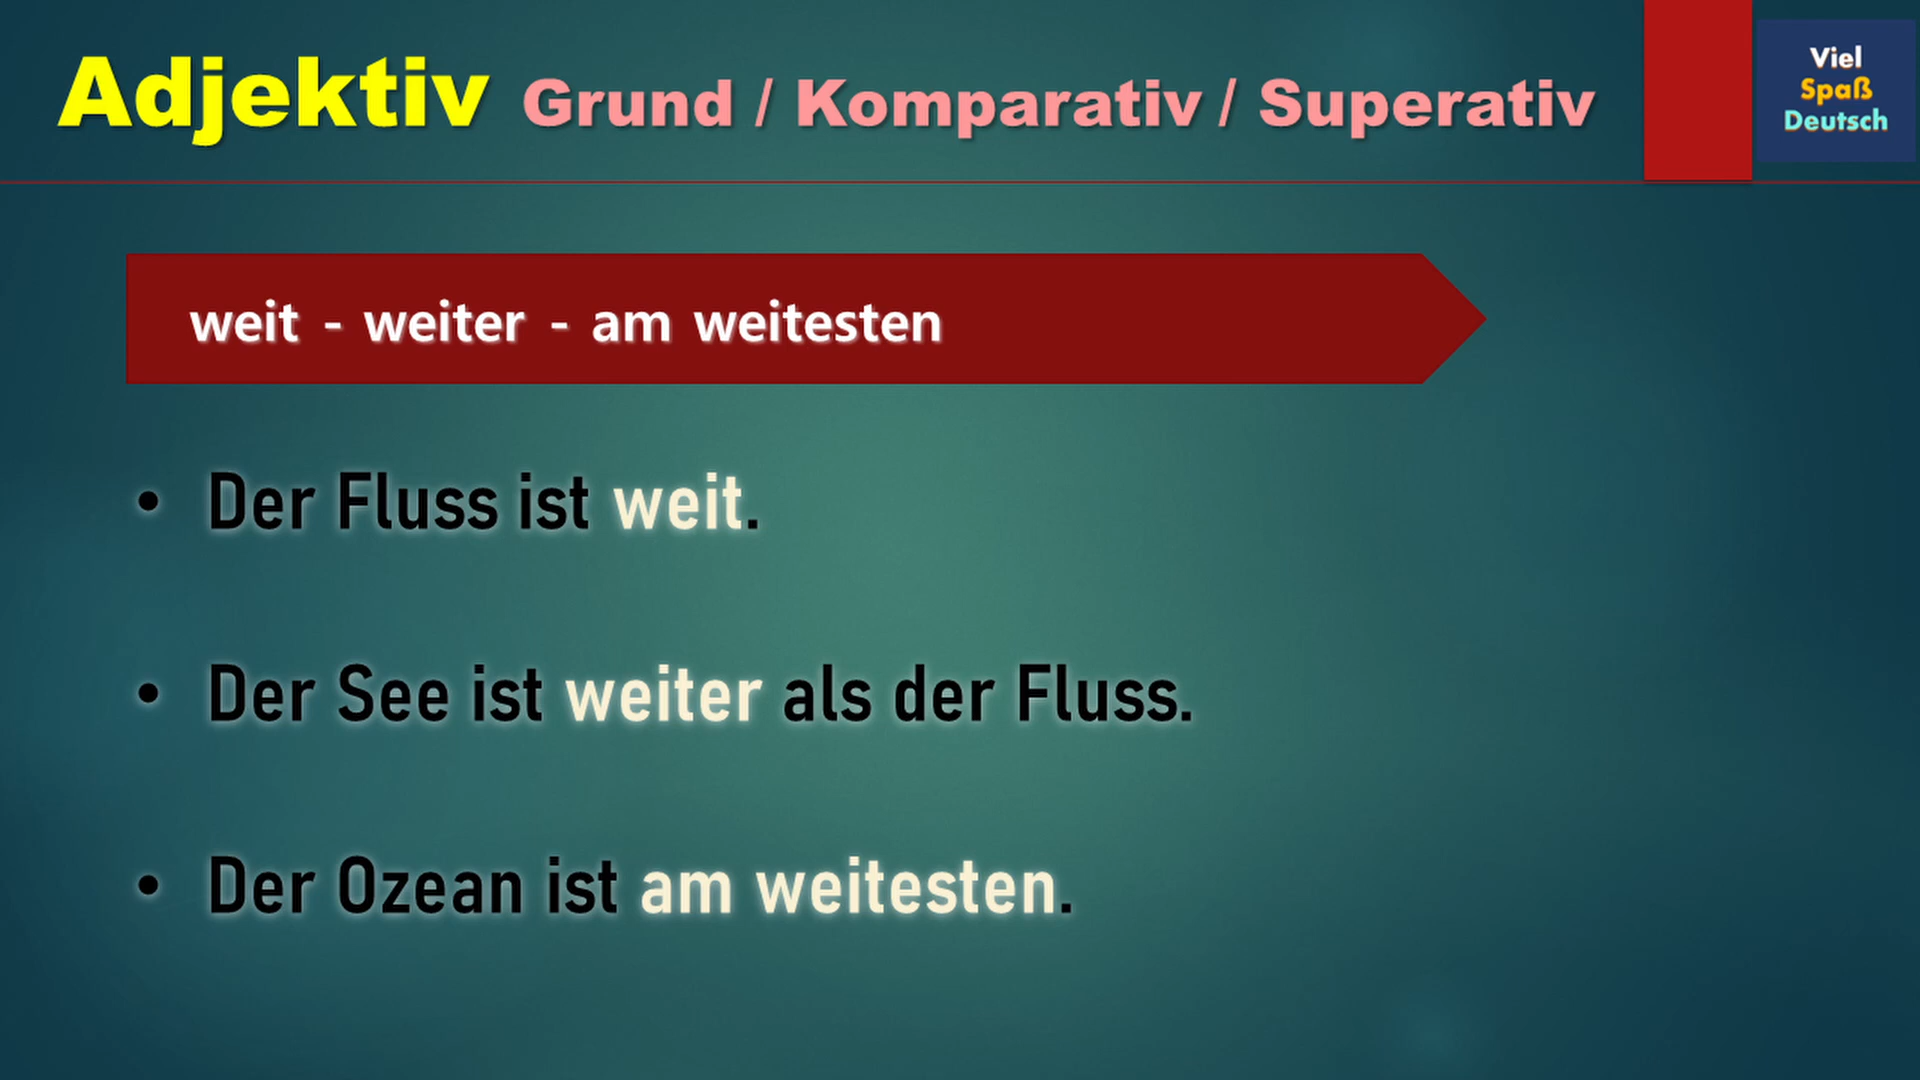 Adjektiv Grund / Komparativ / Superativ
Viel
Spaß
Deutsch
weit - weiter - am weitesten
• Der Fluss ist weit.
• Der See ist weiter als der Fluss.
• Der Ozean ist am weitesten.